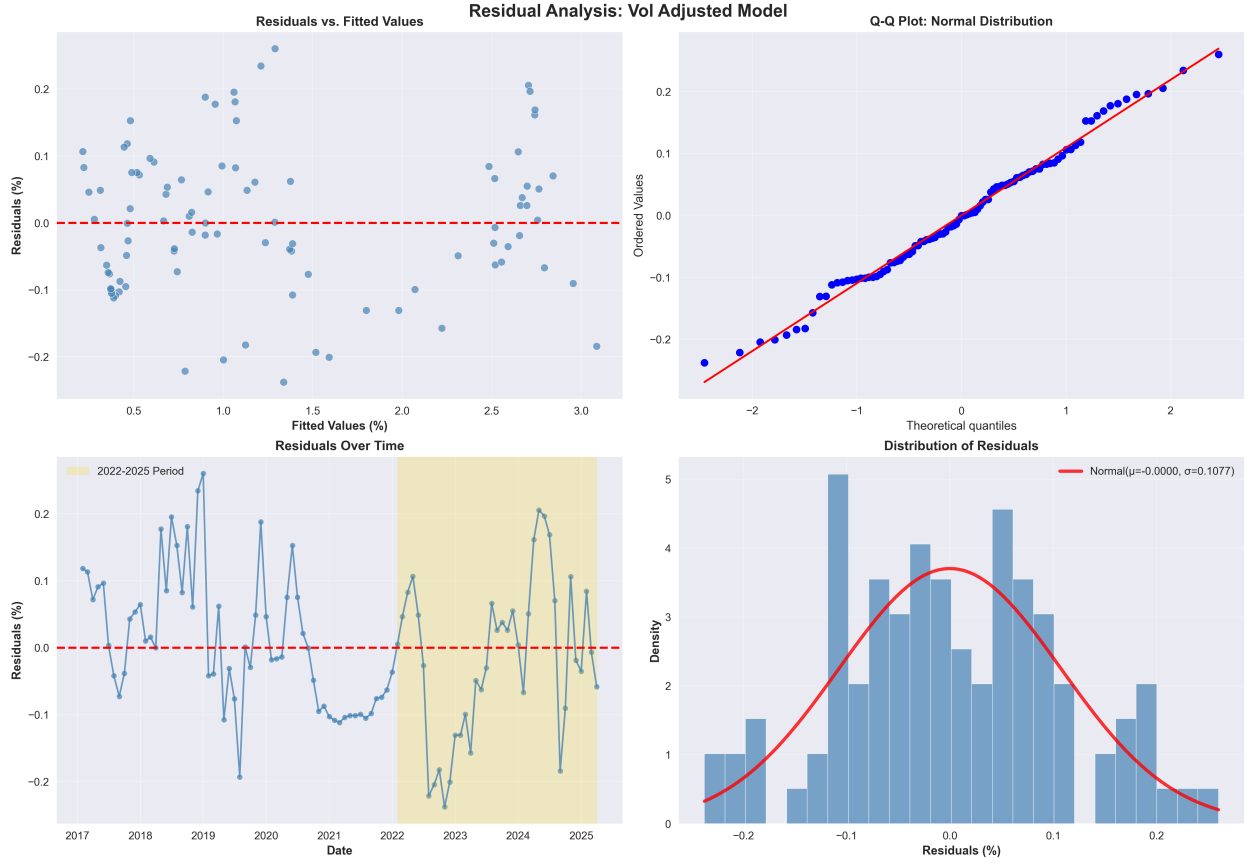 Residual Analysis: Vol Adjusted Model
Residuals vs. Fitted Values
Residuals (%)
0.2
0.1
0.0
−0.1
−0.2
0.5 1.0 1.5 2.0 2.5 3.0
Fitted Values (%)
Q-Q Plot: Normal Distribution
Ordered Values
0.2
0.1
0.0
−0.1
−0.2
−2 −1 0 1 2
Theoretical quantiles
Residuals Over Time
2022-2025 Period
Residuals (%)
0.2
0.1
0.0
−0.1
−0.2
2017 2018 2019 2020 2021 2022 2023 2024 2025
Date
Distribution of Residuals
Normal(μ=-0.0000, σ=0.1077)
Density
5
4
3
2
1
0
−0.2 −0.1 0.0 0.1 0.2
Residuals (%)